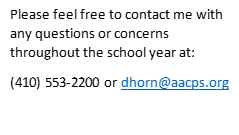 Please feel free to contact me with
any questions or concerns
throughout the school year at:
(410) 553-2200 or dhorn@aacps.org